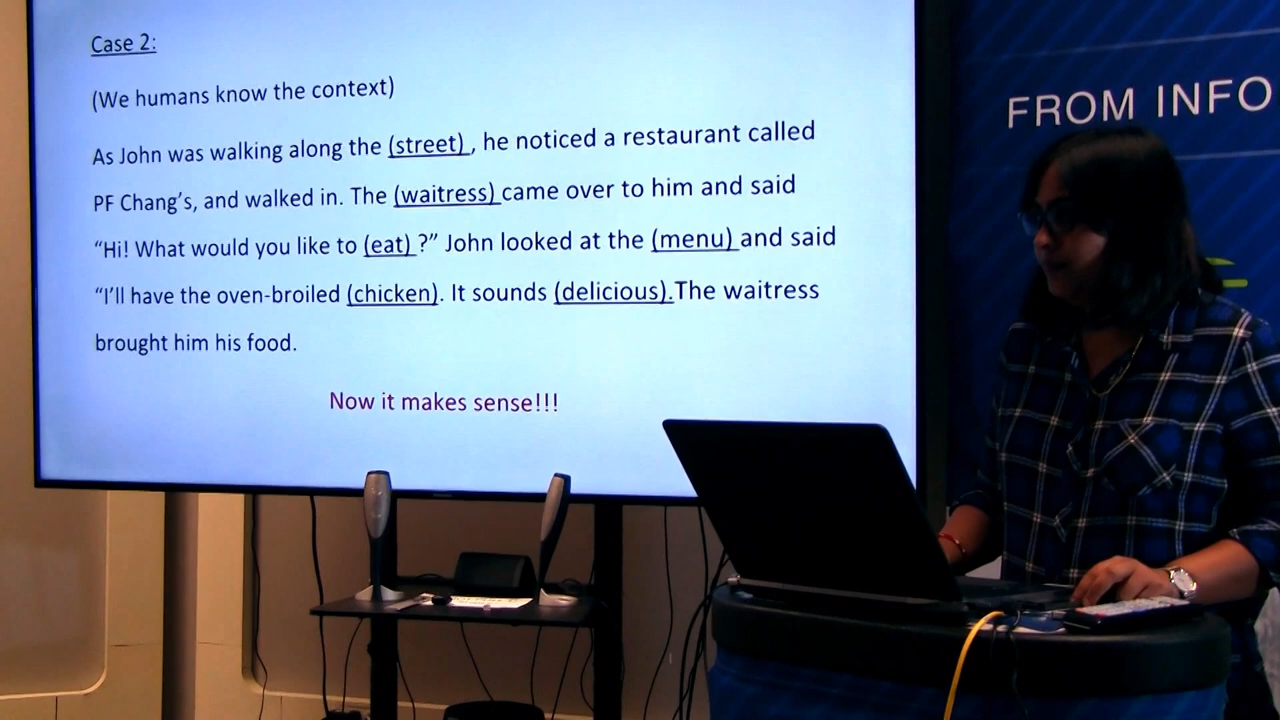 Case 2:
(We humans know the context)
As John was walking along the (street) , he noticed a restaurant called
PF Chang's, and walked in. The (waitress) came over to him and said
“Hi! What would you like to (eat) ?” John looked at the (menu) and said
“I'll have the oven-broiled (chicken). It sounds (delicious).The waitress
brought him his food.
Now it makes sense!!!
FROM INFO